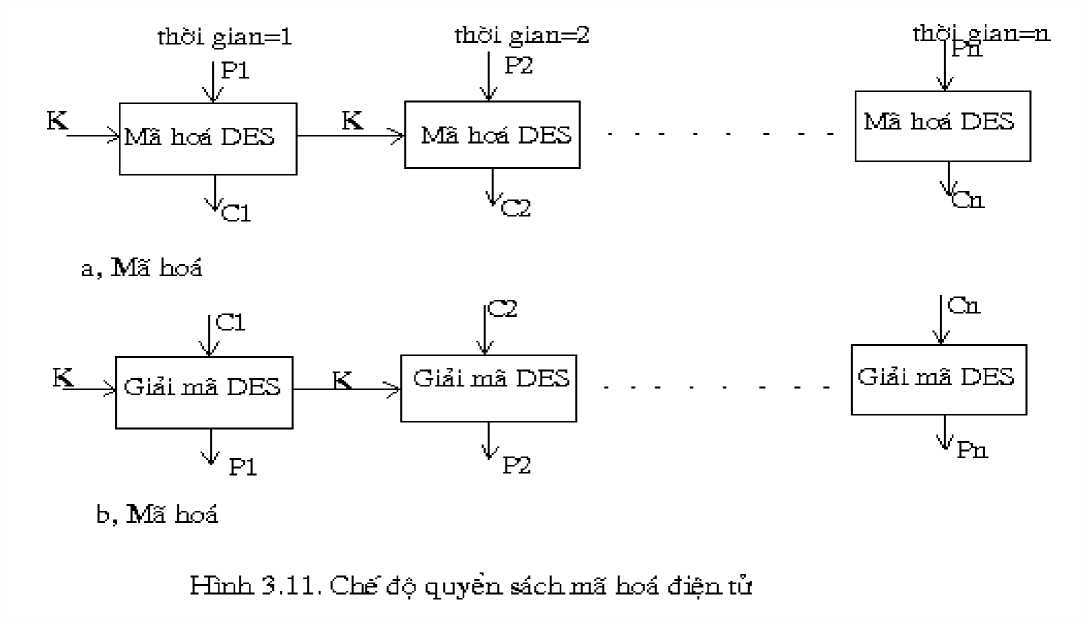 thời gian=1 thời gian=2 thời gian=n
P1 P2 Pn
K Mã hoá DES K Mã hoá DES Mã hoá DES
C1 C2 Cn
a, Mã hoá
C1 C2 Cn
K Giải mã DES K Giải mã DES Giải mã DES
P1 P2 Pn
b, Mã hoá
Hình 3.11. Chế độ quyển sách mã hoá điện tử